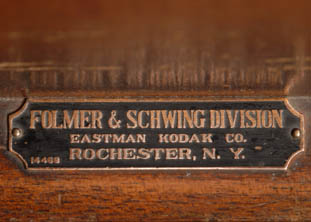 FOLMER & SCHWING DIVISION
EASTMAN KODAK CO.
ROCHESTER, N. Y.
14468